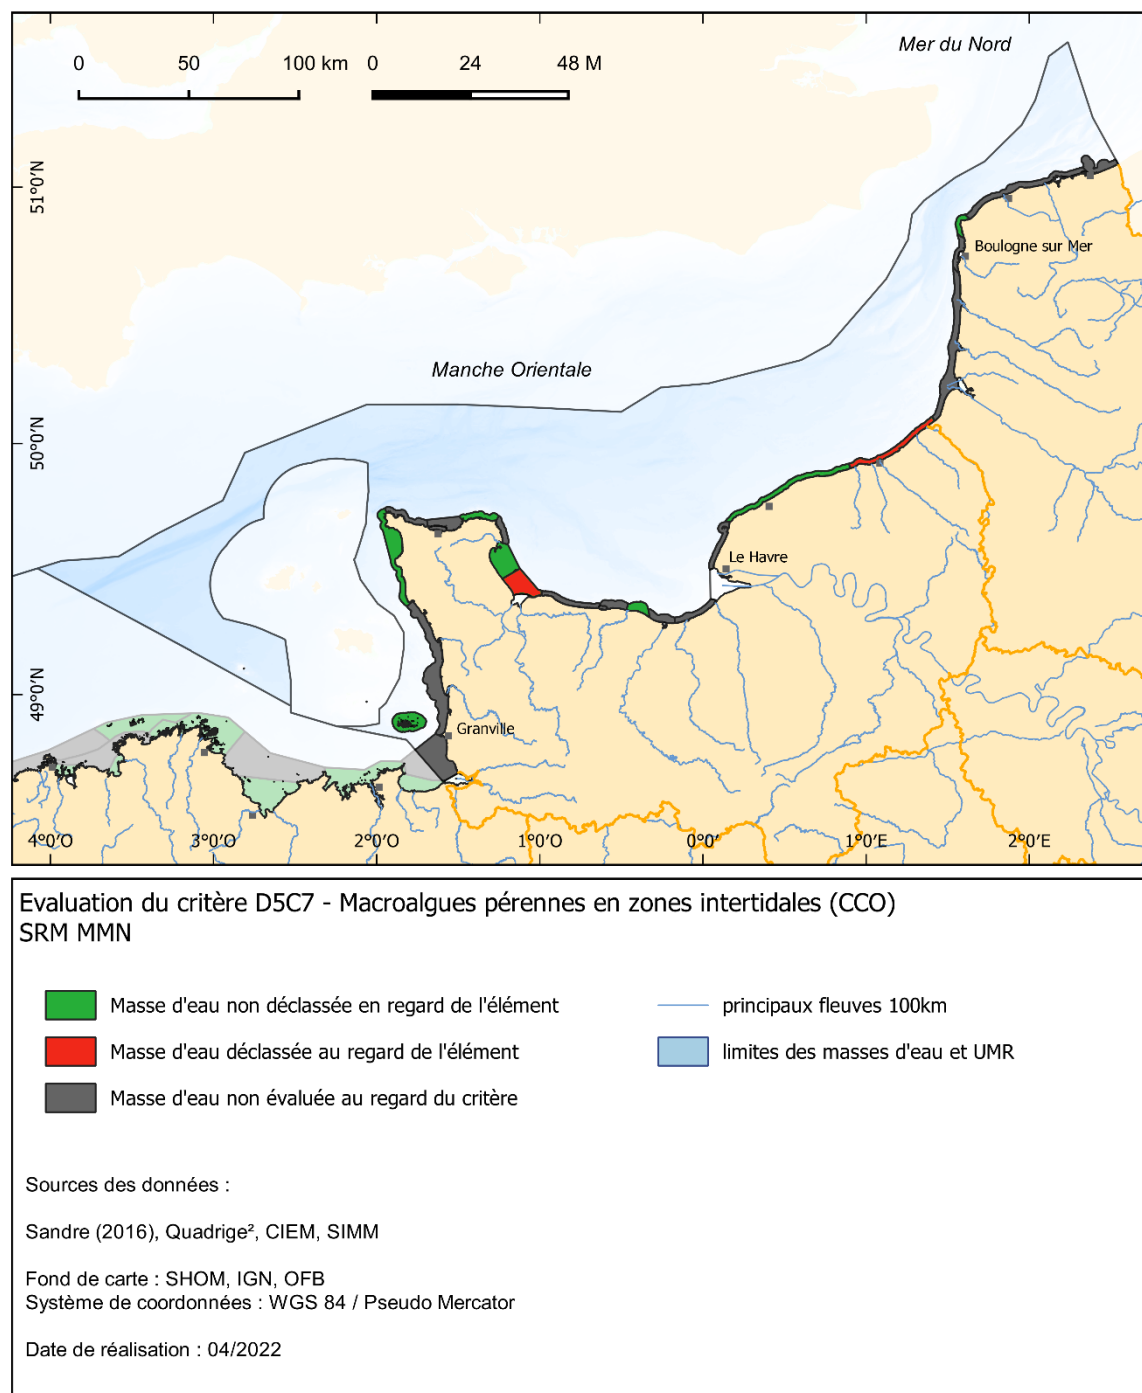 Mer du Nord
0 50 100 km 0 24 48 M
51°0'N
Boulogne sur Mer
Manche Orientale
50°0'N
Le Havre
49°0'N
Granville
4°0'O 3°0'O 2°0'O 1°0'O 0°0' 1°0'E 2°0'E
Evaluation du critère D5C7 - Macroalgues pérennes en zones intertidales (CCO)
SRM MMN
Masse d'eau non déclassée en regard de l'élément
principaux fleuves 100km
Masse d'eau déclassée au regard de l'élément
limites des masses d'eau et UMR
Masse d'eau non évaluée au regard du critère
Sources des données :
Sandre (2016), Quadrige², CIEM, SIMM
Fond de carte : SHOM, IGN, OFB
Système de coordonnées : WGS 84 / Pseudo Mercator
Date de réalisation : 04/2022